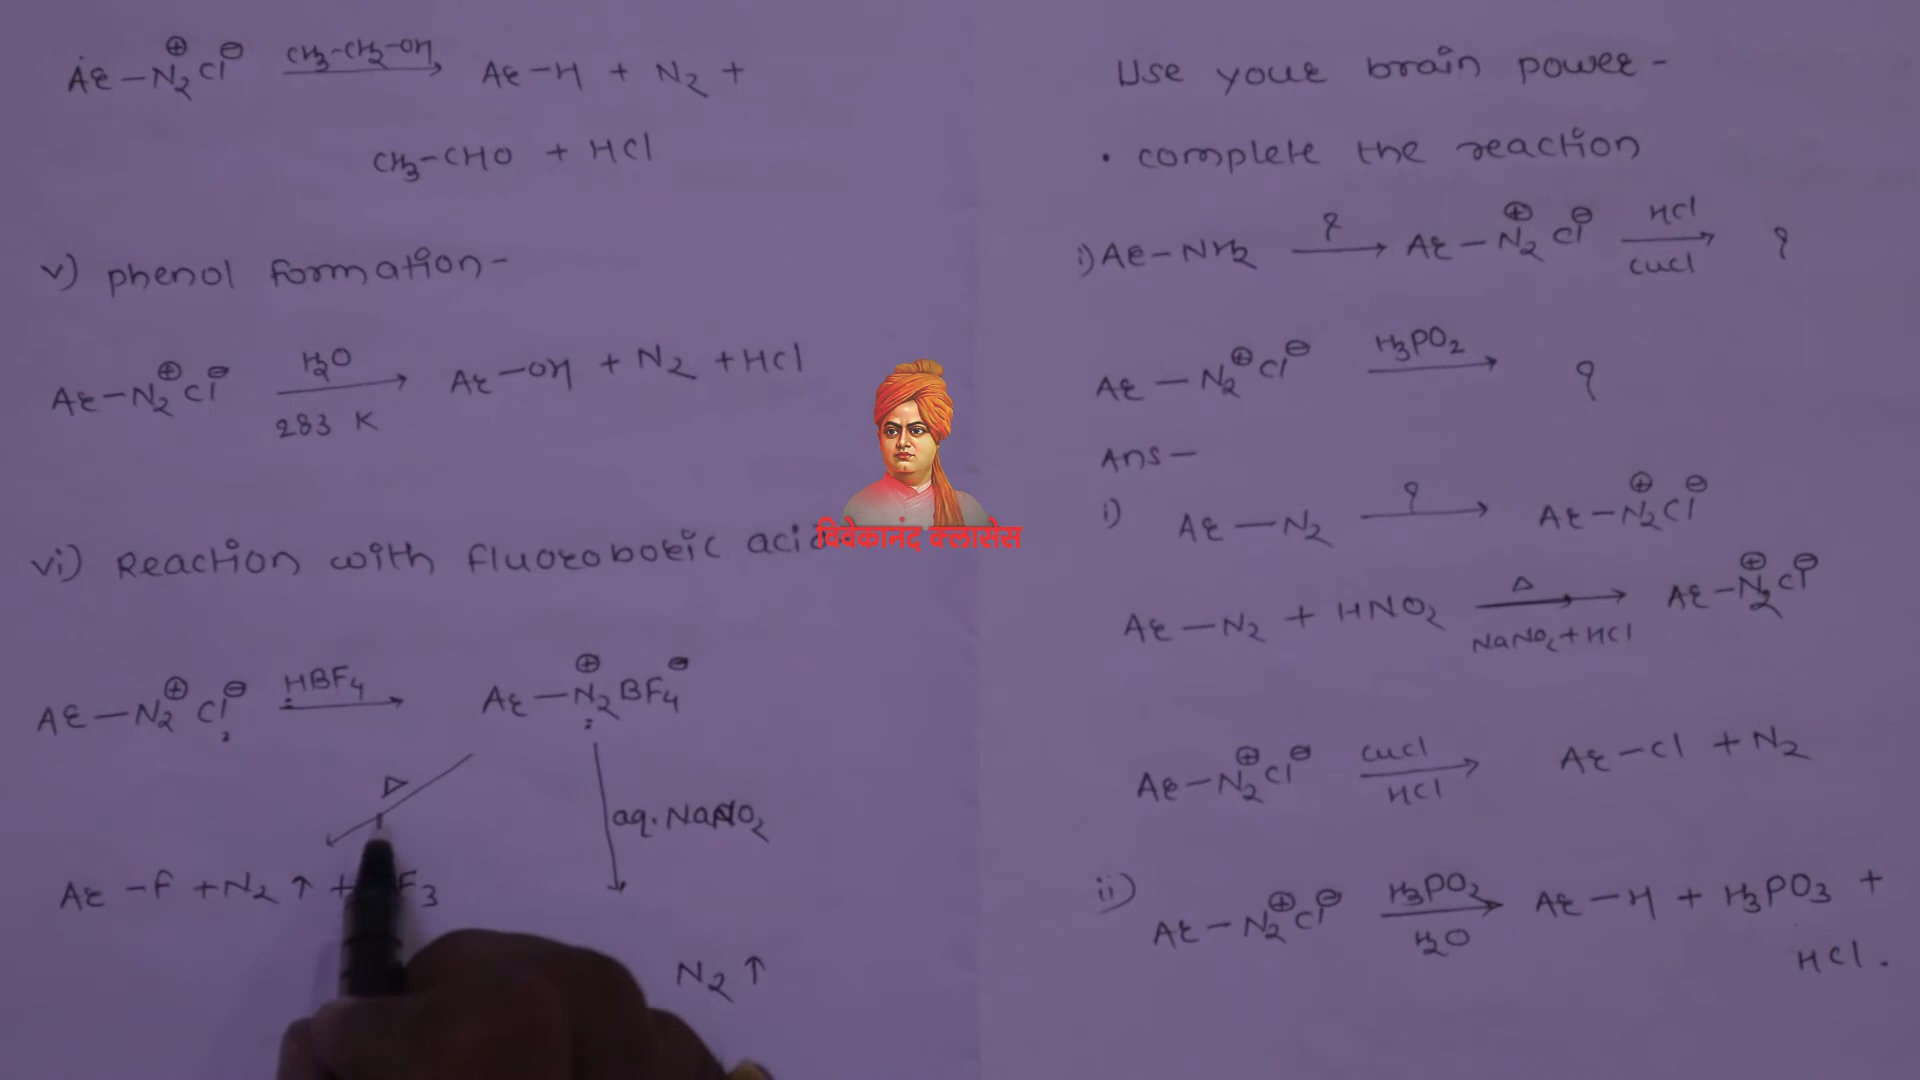 Ar-N2⊕Cl⊖ CH3-CH2-OH → Ar-H + N2 +
CH3-CHO + HCl
v) phenol formation-
Ar-N2⊕Cl⊖ H2O → Ar-OH + N2 + HCl
283 K
vi) Reaction with fluoroboric acid
Ar-N2⊕Cl⊖ HBF4 → Ar-N2⊕BF4⊖
Δ
aq. NaNO2
Ar-F + N2↑ + F3
N2↑
विवेकानंद क्लासेस
Use your brain power-
• complete the reaction
i) Ar-NH2 ? → Ar-N2⊕Cl⊖ HCl → ?
CuCl
Ar-N2⊕Cl⊖ H3PO2 → ?
Ans-
i) Ar-N2 ? → Ar-N2⊕Cl⊖
Ar-N2 + HNO2 Δ → Ar-N2⊕Cl⊖
NaNO2+HCl
Ar-N2⊕Cl⊖ CuCl → Ar-Cl + N2
HCl
ii) Ar-N2⊕Cl⊖ H3PO2 → Ar-H + H3PO3 +
H2O
HCl.